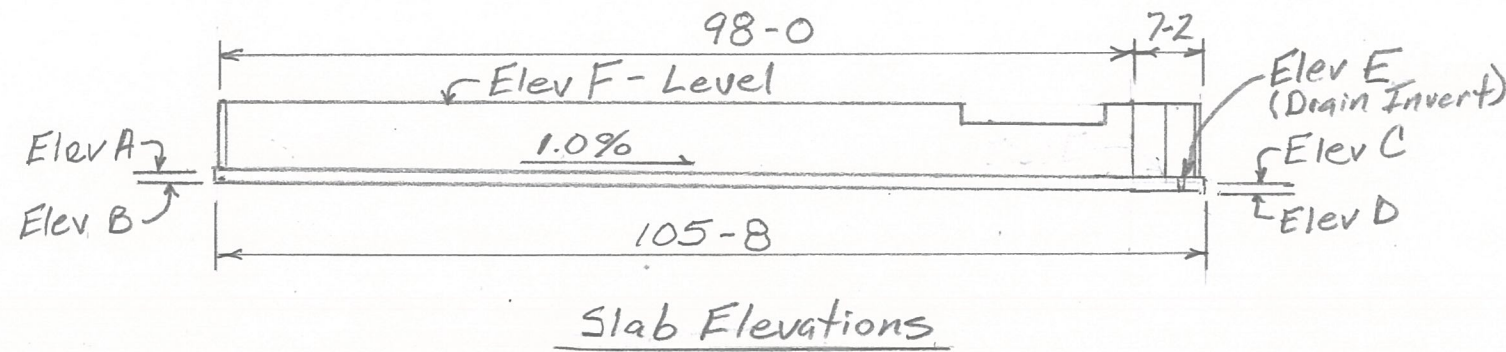 98-0
7-2
Elev F - Level
Elev E
(Drain Invert)
Elev A
1.0%
Elev C
Elev B
Elev D
105-8
Slab Elevations